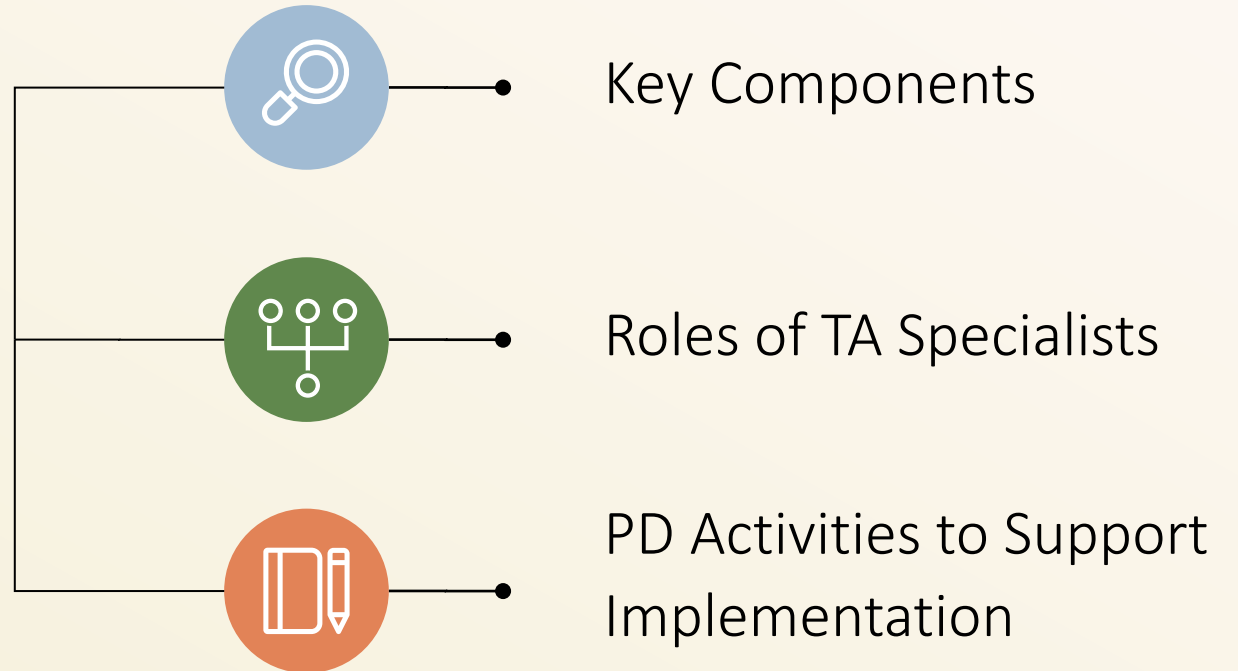 Key Components
Roles of TA Specialists
PD Activities to Support
Implementation